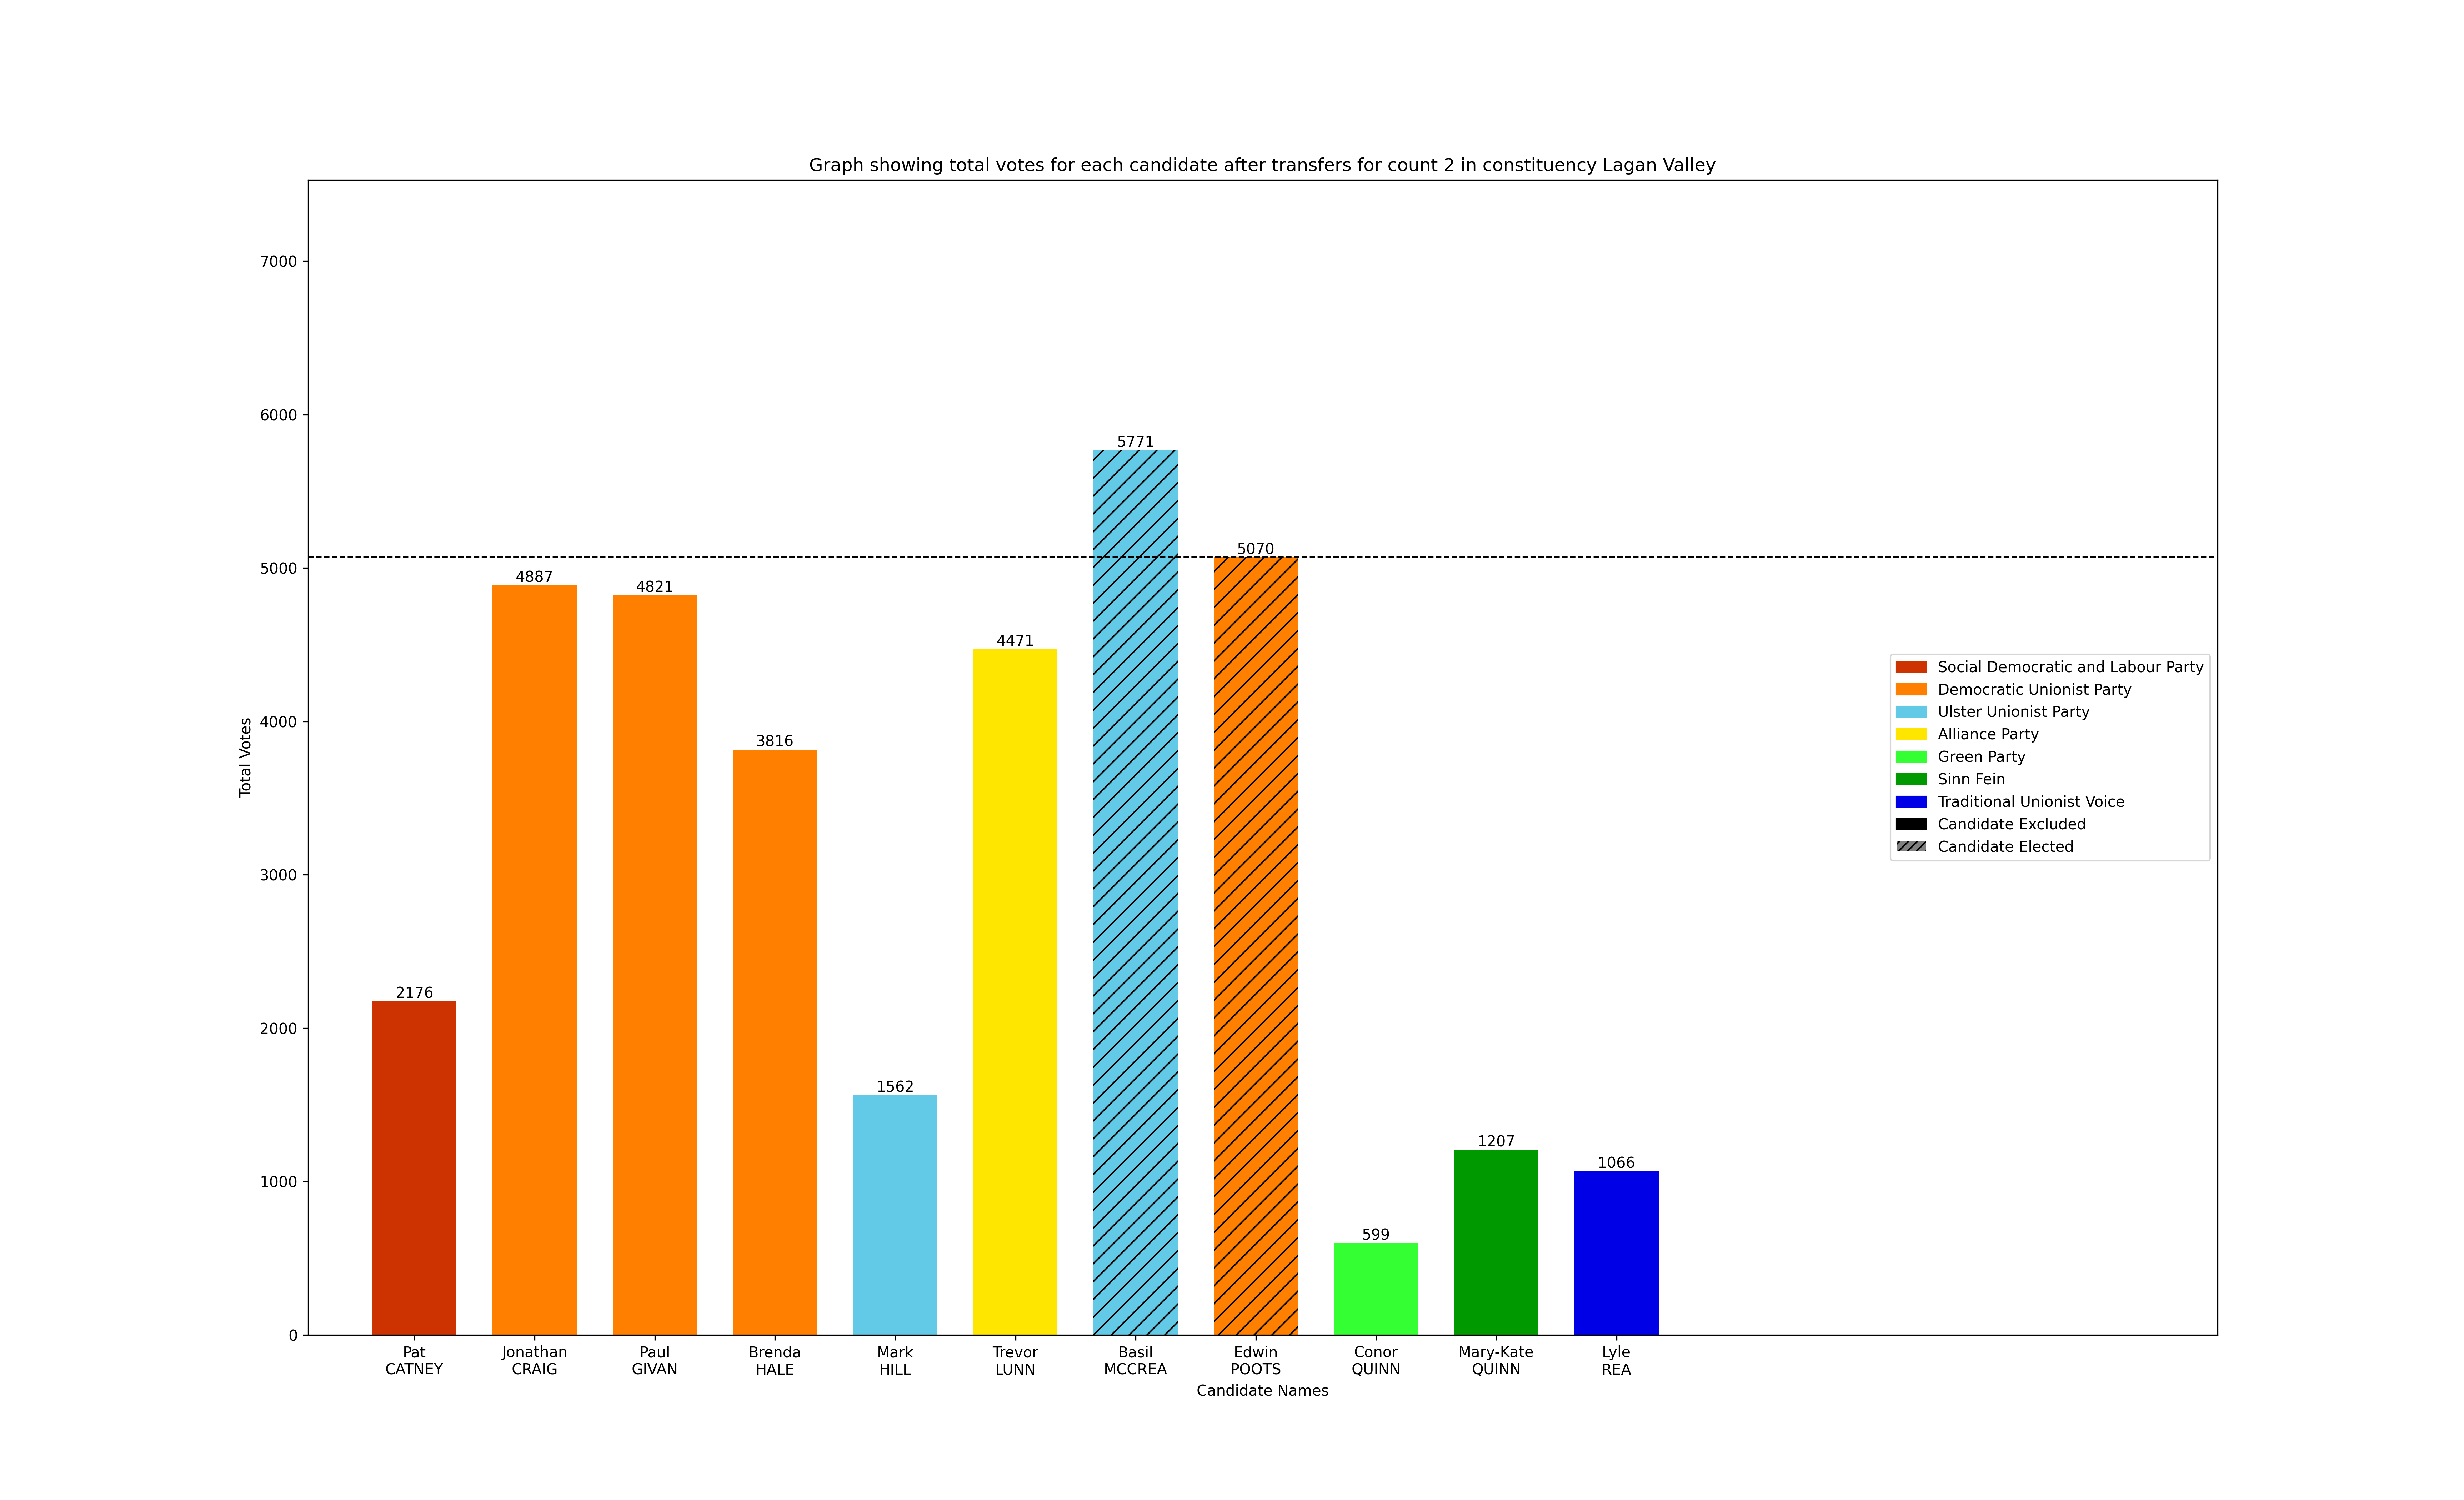 Graph showing total votes for each candidate after transfers for count 2 in constituency Lagan Valley
Total Votes
7000
6000
5000
4000
3000
2000
1000
0
2176
4887
4821
3816
1562
4471
5771
5070
599
1207
1066
Pat
CATNEY
Jonathan
CRAIG
Paul
GIVAN
Brenda
HALE
Mark
HILL
Trevor
LUNN
Basil
MCCREA
Edwin
POOTS
Conor
QUINN
Mary-Kate
QUINN
Lyle
REA
Candidate Names
Social Democratic and Labour Party
Democratic Unionist Party
Ulster Unionist Party
Alliance Party
Green Party
Sinn Fein
Traditional Unionist Voice
Candidate Excluded
Candidate Elected